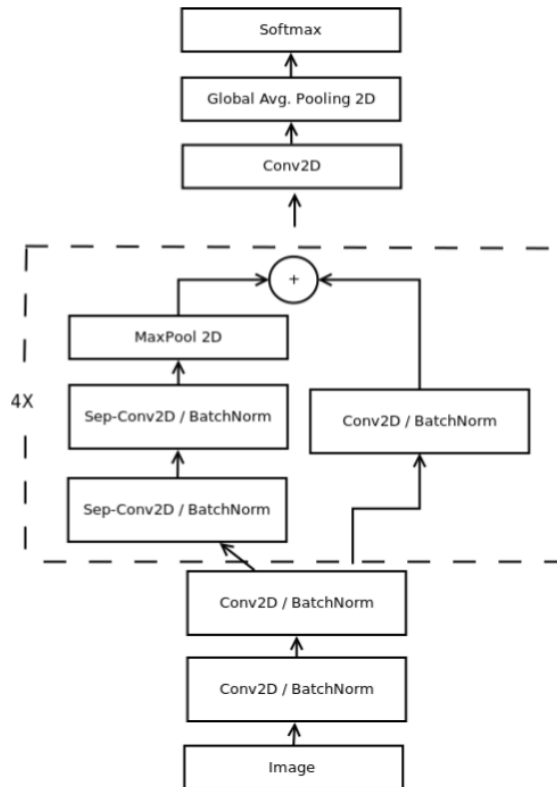 Softmax
Global Avg. Pooling 2D
Conv2D
+
MaxPool 2D
4X
Sep-Conv2D / BatchNorm
Conv2D / BatchNorm
Sep-Conv2D / BatchNorm
Conv2D / BatchNorm
Conv2D / BatchNorm
Image